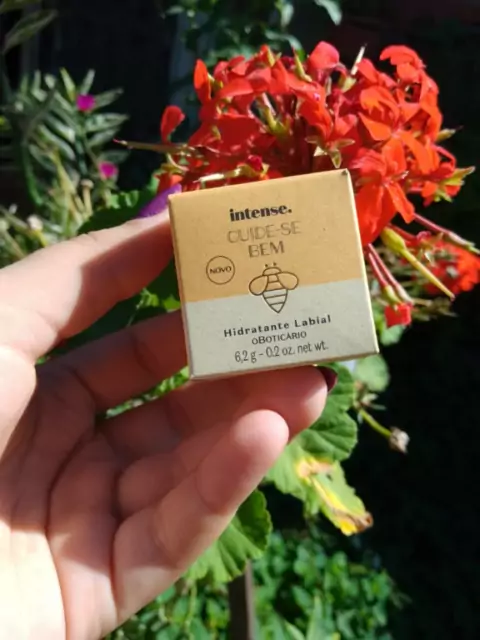 intense.
CUIDE-SE
BEM
NOVO
Hidratante Labial
oBOTICÁRIO
6,2 g - 0.2 oz. net wt.